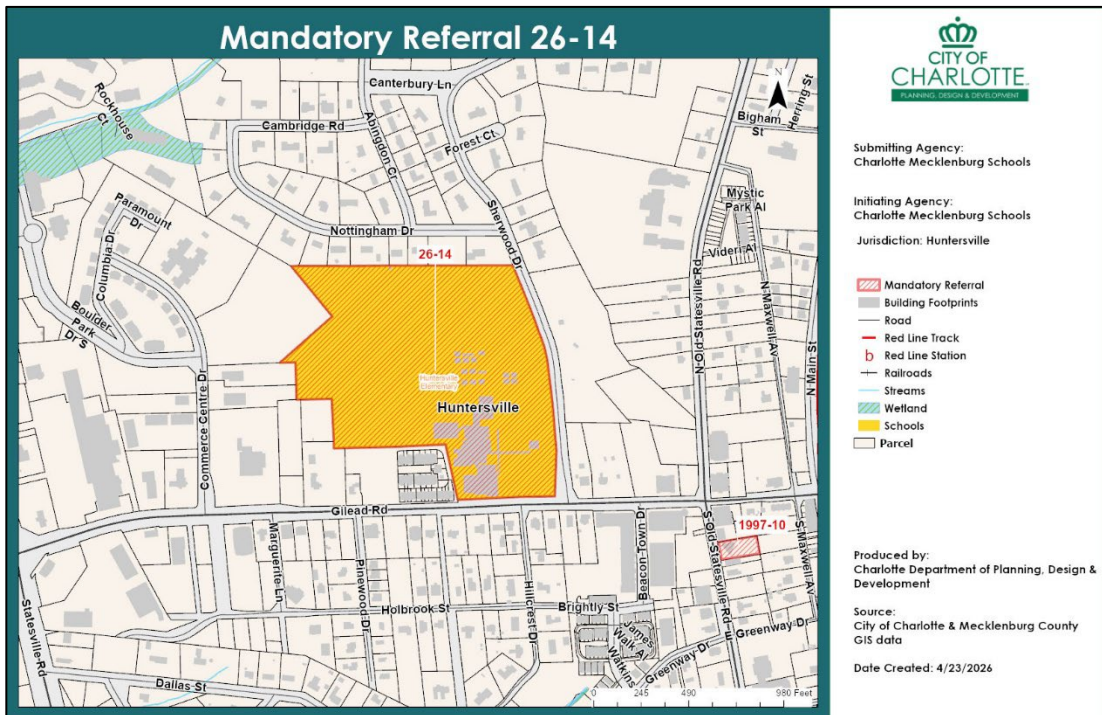 Mandatory Referral 26-14
Canterbury Ln
Rockhouse Ct
Cambridge Rd
Abingdon Cr
Forest Ct
N
Herring St
Bigham St
Mystic Park Al
Paramount Dr
Columbia Dr
Nottingham Dr
Sherwood Dr
26-14
Videri Al
N Old Statesville Rd
N Maxwell Av
Boulder Park Dr S
Commerce Centre Dr
Huntersville Elementary
Huntersville
N Main St
Gilead Rd
1997-10
Marguerite Ln
Pinewood Dr
Hillcrest Dr
Beacon Town Dr
S Old Statesville Rd
S Maxwell Av
Holbrook St
Brightly St
James Walk Al
Greenway Dr
Greenway Dr
Statesville Rd
Dallas St
0 245 490 980 Feet
CITY OF
CHARLOTTE
PLANNING, DESIGN & DEVELOPMENT
Submitting Agency:
Charlotte Mecklenburg Schools
Initiating Agency:
Charlotte Mecklenburg Schools
Jurisdiction: Huntersville
Mandatory Referral
Building Footprints
Road
Red Line Track
b Red Line Station
Railroads
Streams
Wetland
Schools
Parcel
Produced by:
Charlotte Department of Planning, Design &
Development
Source:
City of Charlotte & Mecklenburg County
GIS data
Date Created: 4/23/2026